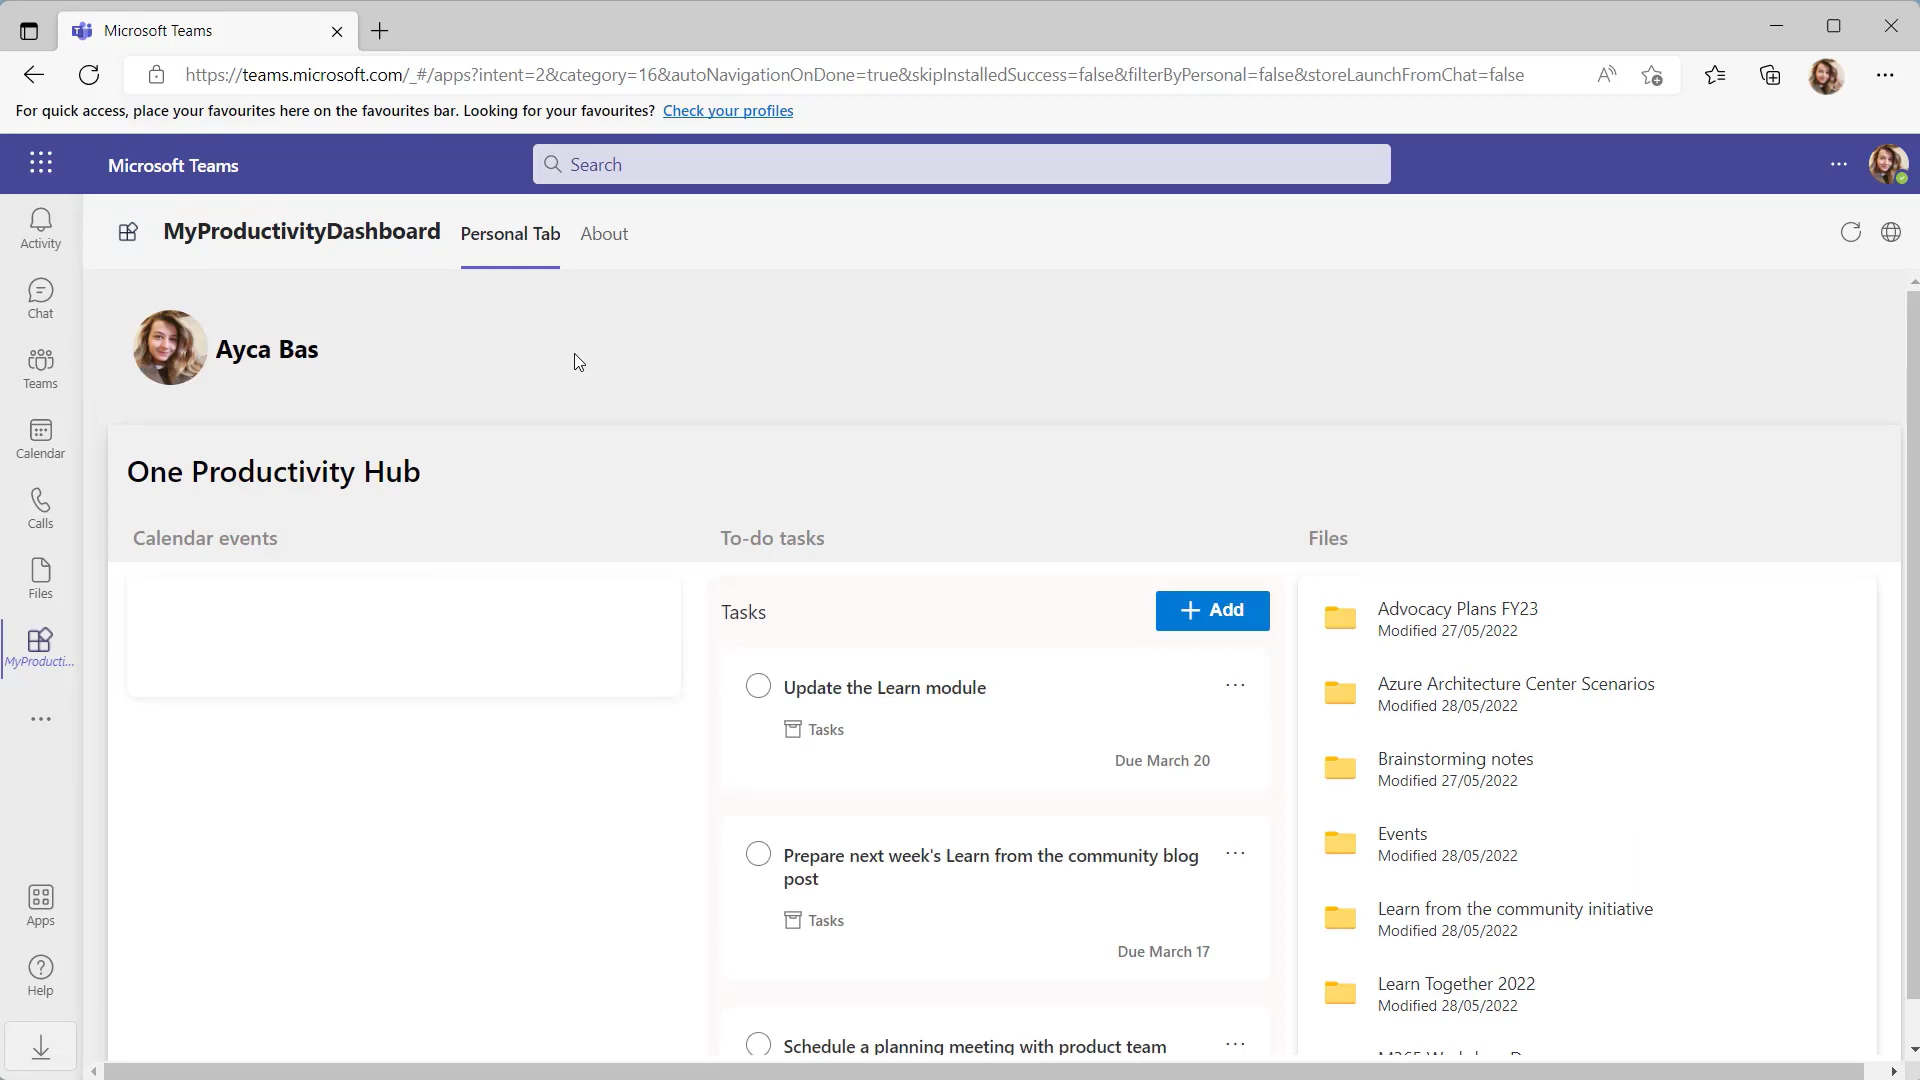 Microsoft Teams
https://teams.microsoft.com/_#/apps?intent=2&category=16&autoNavigationOnDone=true&skipInstalledSuccess=false&filterByPersonal=false&storeLaunchFromChat=false
For quick access, place your favourites here on the favourites bar. Looking for your favourites? Check your profiles
Microsoft Teams
Search
Activity
Chat
Teams
Calendar
Calls
Files
MyProducti...
Apps
Help
MyProductivityDashboard
Personal Tab
About
Ayca Bas
One Productivity Hub
Calendar events
To-do tasks
Tasks
Add
Update the Learn module
Tasks
Due March 20
Prepare next week's Learn from the community blog
post
Tasks
Due March 17
Schedule a planning meeting with product team
Files
Advocacy Plans FY23
Modified 27/05/2022
Azure Architecture Center Scenarios
Modified 28/05/2022
Brainstorming notes
Modified 27/05/2022
Events
Modified 28/05/2022
Learn from the community initiative
Modified 28/05/2022
Learn Together 2022
Modified 28/05/2022